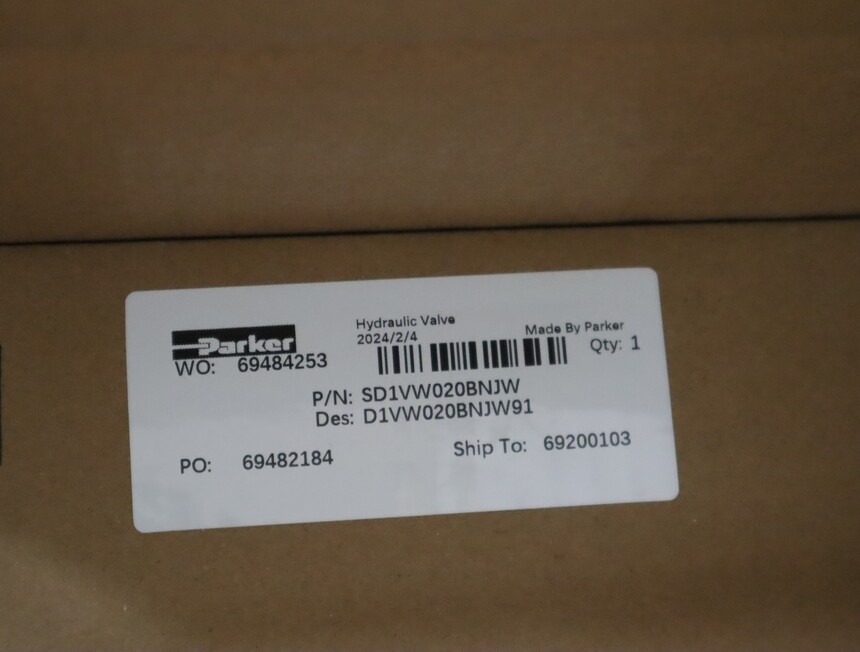 Parker
Hydraulic Valve
2024/2/4
Made By Parker
WO: 69484253
Qty: 1
P/N: SD1VW020BNJW
Des: D1VW020BNJW91
PO: 69482184
Ship To: 69200103